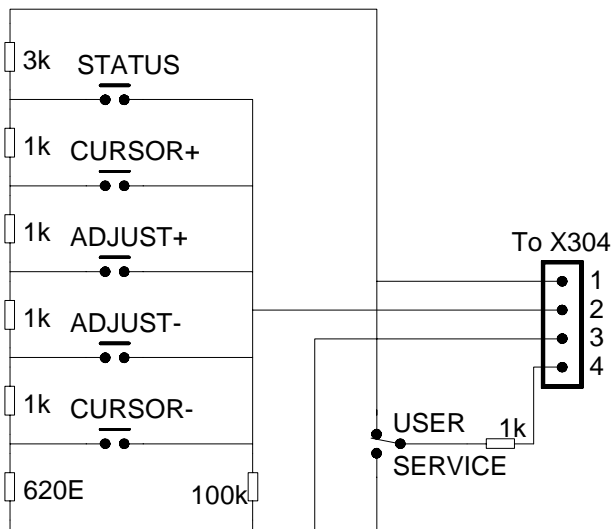 3k
STATUS
1k
CURSOR+
1k
ADJUST+
To X304
1
2
3
4
1k
ADJUST-
1k
CURSOR-
USER
1k
SERVICE
620E
100k